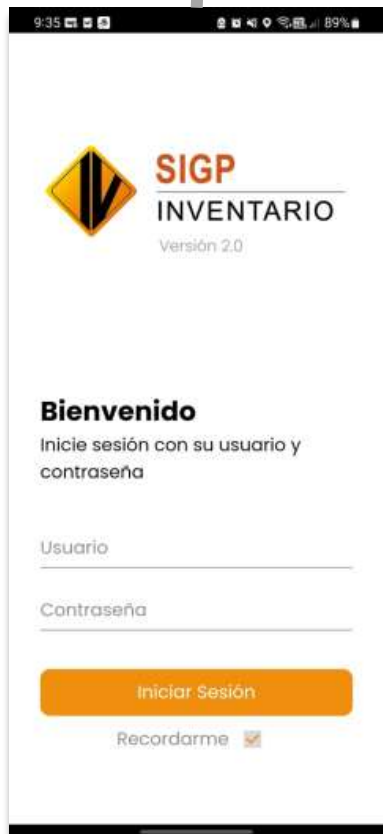 9:35 89%
SIGP
INVENTARIO
Versión 2.0
Bienvenido
Inicie sesión con su usuario y
contraseña
Usuario
Contraseña
Iniciar Sesión
Recordarme